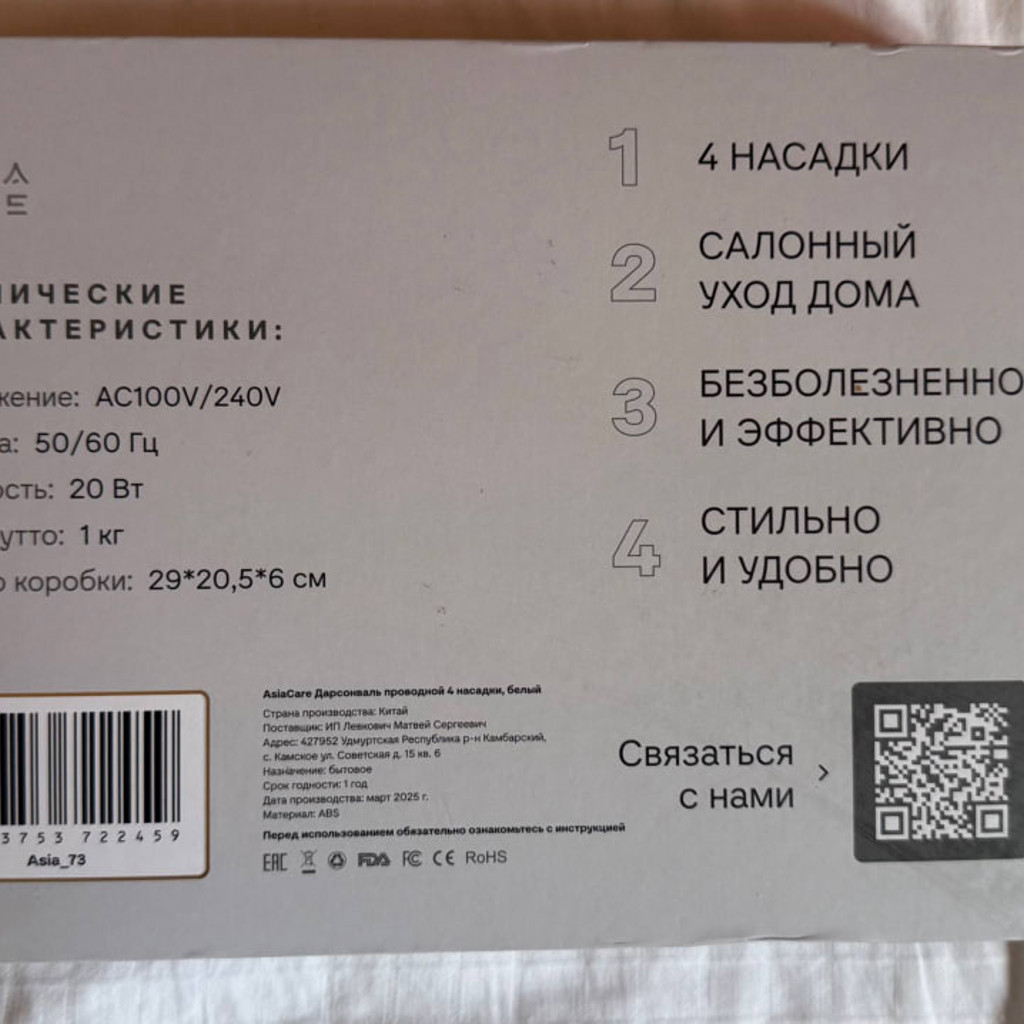 A
E
ИЧЕСКИЕ
АКТЕРИСТИКИ:
жение: AC100V/240V
а: 50/60 Гц
ость: 20 Вт
утто: 1 кг
о коробки: 29*20,5*6 см
1 4 НАСАДКИ
2 САЛОННЫЙ
УХОД ДОМА
3 БЕЗБОЛЕЗНЕННО
И ЭФФЕКТИВНО
4 СТИЛЬНО
И УДОБНО
3753 722459
Asia_73
AsiaCare Дарсонваль проводной 4 насадки, белый
Страна производства: Китай
Поставщик: ИП Левкович Матвей Сергеевич
Адрес: 427952 Удмуртская Республика р-н Камбарский,
с. Камское ул. Советская д. 15 кв. 6
Назначение: бытовое
Срок годности: 1 год
Дата производства: март 2025 г.
Материал: ABS
Перед использованием обязательно ознакомьтесь с инструкцией
EAC FDA FC CE RoHS
Связаться
с нами